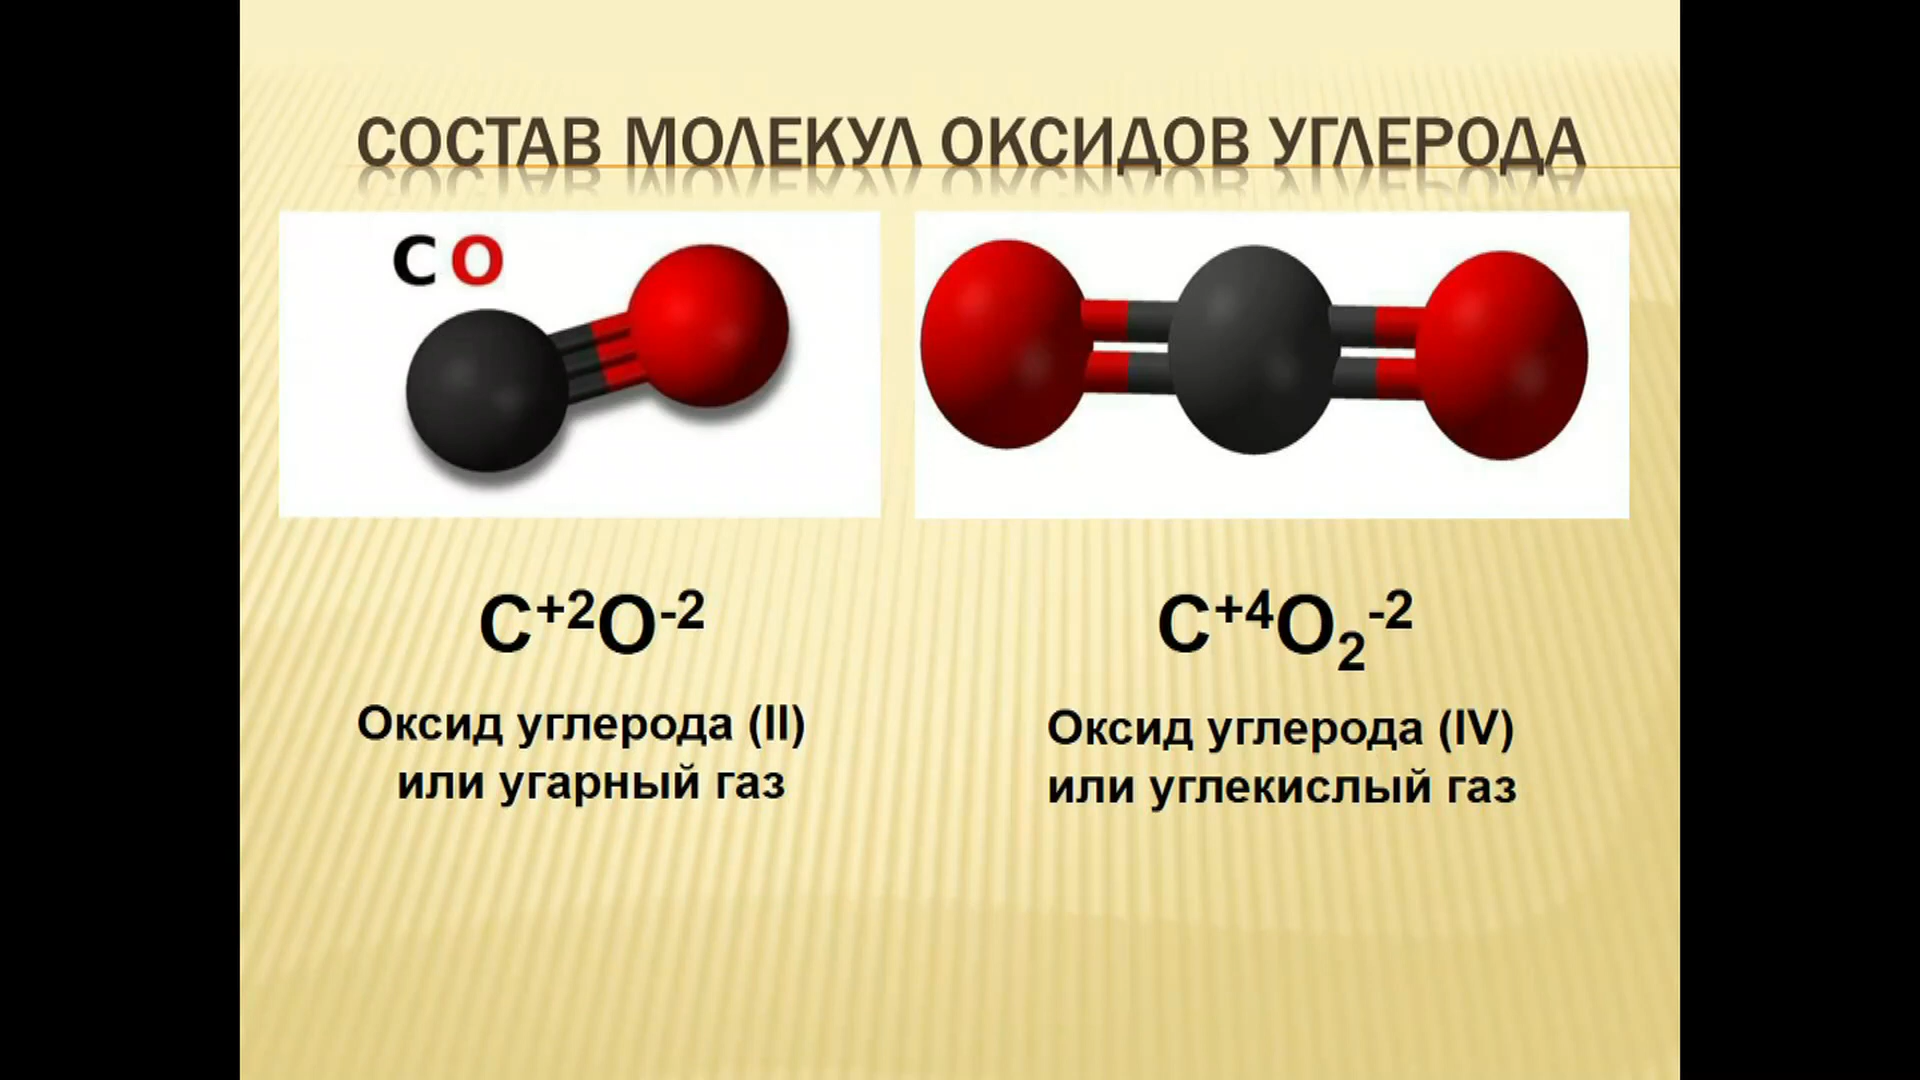 СОСТАВ МОЛЕКУЛ ОКСИДОВ УГЛЕРОДА
C O
C⁺²O⁻²
Оксид углерода (II)
или угарный газ
C⁺⁴O₂⁻²
Оксид углерода (IV)
или углекислый газ